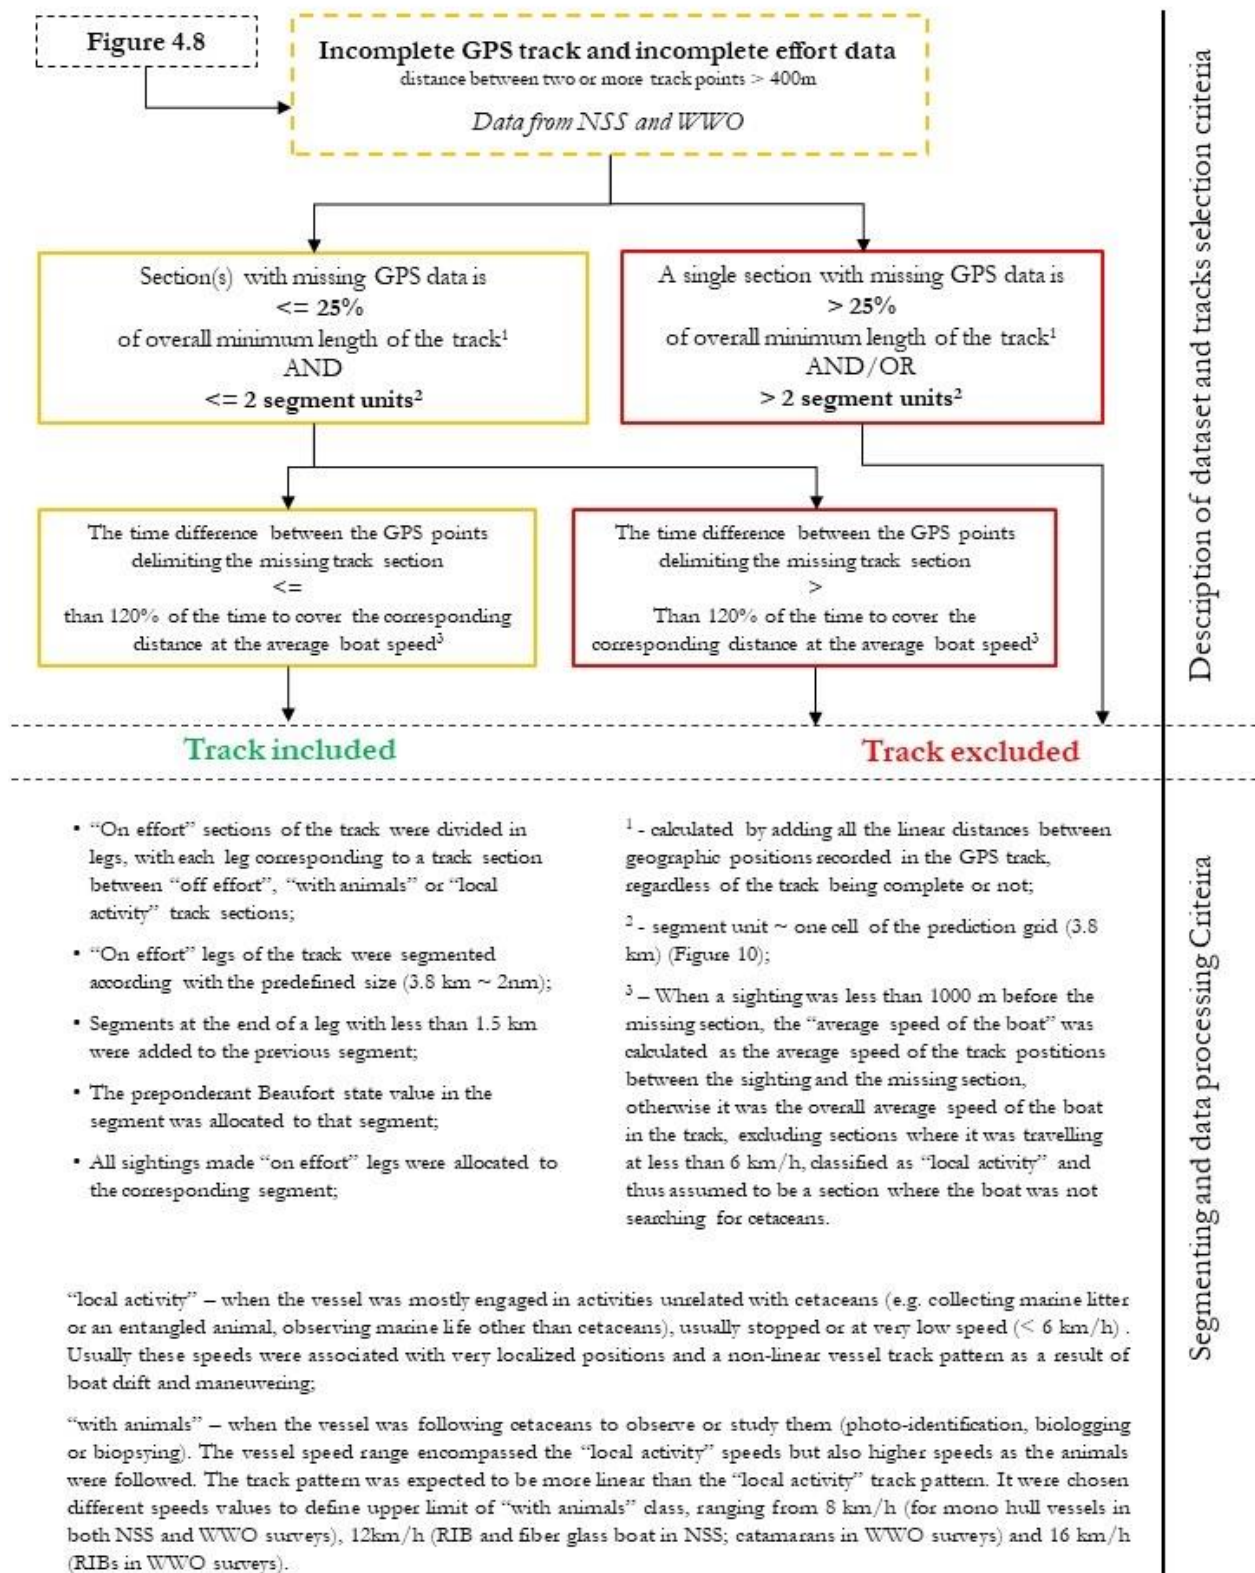 Figure 4.8
Incomplete GPS track and incomplete effort data
distance between two or more track points > 400m
Data from NSS and WWO
Section(s) with missing GPS data is
<= 25%
of overall minimum length of the track¹
AND
<= 2 segment units²
A single section with missing GPS data is
> 25%
of overall minimum length of the track¹
AND/OR
> 2 segment units²
The time difference between the GPS points
delimiting the missing track section
<=
than 120% of the time to cover the corresponding
distance at the average boat speed³
The time difference between the GPS points
delimiting the missing track section
>
Than 120% of the time to cover the
corresponding distance at the average boat speed³
Description of dataset and tracks selection criteria
Track included
Track excluded
• “On effort” sections of the track were divided in
legs, with each leg corresponding to a track section
between “off effort”, “with animals” or “local
activity” track sections;
• “On effort” legs of the track were segmented
according with the predefined size (3.8 km ~ 2nm);
• Segments at the end of a leg with less than 1.5 km
were added to the previous segment;
• The preponderant Beaufort state value in the
segment was allocated to that segment;
• All sightings made “on effort” legs were allocated to
the corresponding segment;
¹ - calculated by adding all the linear distances between
geographic positions recorded in the GPS track,
regardless of the track being complete or not;
² - segment unit ~ one cell of the prediction grid (3.8
km) (Figure 10);
³ – When a sighting was less than 1000 m before the
missing section, the “average speed of the boat” was
calculated as the average speed of the track postitions
between the sighting and the missing section,
otherwise it was the overall average speed of the boat
in the track, excluding sections where it was travelling
at less than 6 km/h, classified as “local activity” and
thus assumed to be a section where the boat was not
searching for cetaceans.
Segmenting and data processing Criteira
“local activity” – when the vessel was mostly engaged in activities unrelated with cetaceans (e.g. collecting marine litter
or an entangled animal, observing marine life other than cetaceans), usually stopped or at very low speed (< 6 km/h) .
Usually these speeds were associated with very localized positions and a non-linear vessel track pattern as a result of
boat drift and maneuvering;
“with animals” – when the vessel was following cetaceans to observe or study them (photo-identification, biologging
or biopsying). The vessel speed range encompassed the “local activity” speeds but also higher speeds as the animals
were followed. The track pattern was expected to be more linear than the “local activity” track pattern. It were chosen
different speeds values to define upper limit of “with animals” class, ranging from 8 km/h (for mono hull vessels in
both NSS and WWO surveys), 12km/h (RIB and fiber glass boat in NSS; catamarans in WWO surveys) and 16 km/h
(RIBs in WWO surveys).